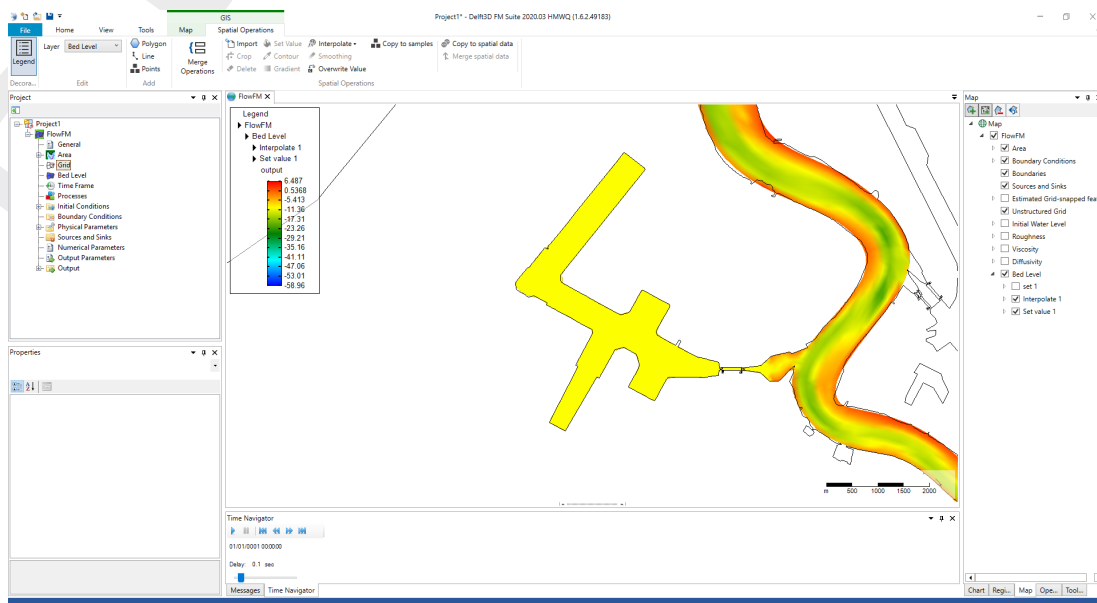 GIS
Project1* - Delft3D FM Suite 2020.03 HMWQ (1.6.2.49183)
File Home View Tools Map Spatial Operations
Legend
Layer Bed Level
Polygon
Line
Points
Merge Operations
Import Set Value Interpolate Copy to samples Copy to spatial data
Crop Contour Smoothing Merge spatial data
Delete Gradient Overwrite Value
Decora... Edit Add Spatial Operations
Project
Project1
FlowFM
General
Area
Grid
Bed Level
Time Frame
Processes
Initial Conditions
Boundary Conditions
Physical Parameters
Sources and Sinks
Numerical Parameters
Output Parameters
Output
Properties
FlowFM
Legend
FlowFM
Bed Level
Interpolate 1
Set value 1
output
6.487
0.5368
-5.413
-11.36
-17.31
-23.26
-29.21
-35.16
-41.11
-47.06
-53.01
-58.96
m 500 1000 1500 2000
Time Navigator
01/01/0001 00:00:00
Delay: 0.1 sec
Messages Time Navigator
Map
Map
FlowFM
Area
Boundary Conditions
Boundaries
Sources and Sinks
Estimated Grid-snapped fea
Unstructured Grid
Initial Water Level
Roughness
Viscosity
Diffusivity
Bed Level
set 1
Interpolate 1
Set value 1
Chart Regi... Map Ope... Tool...